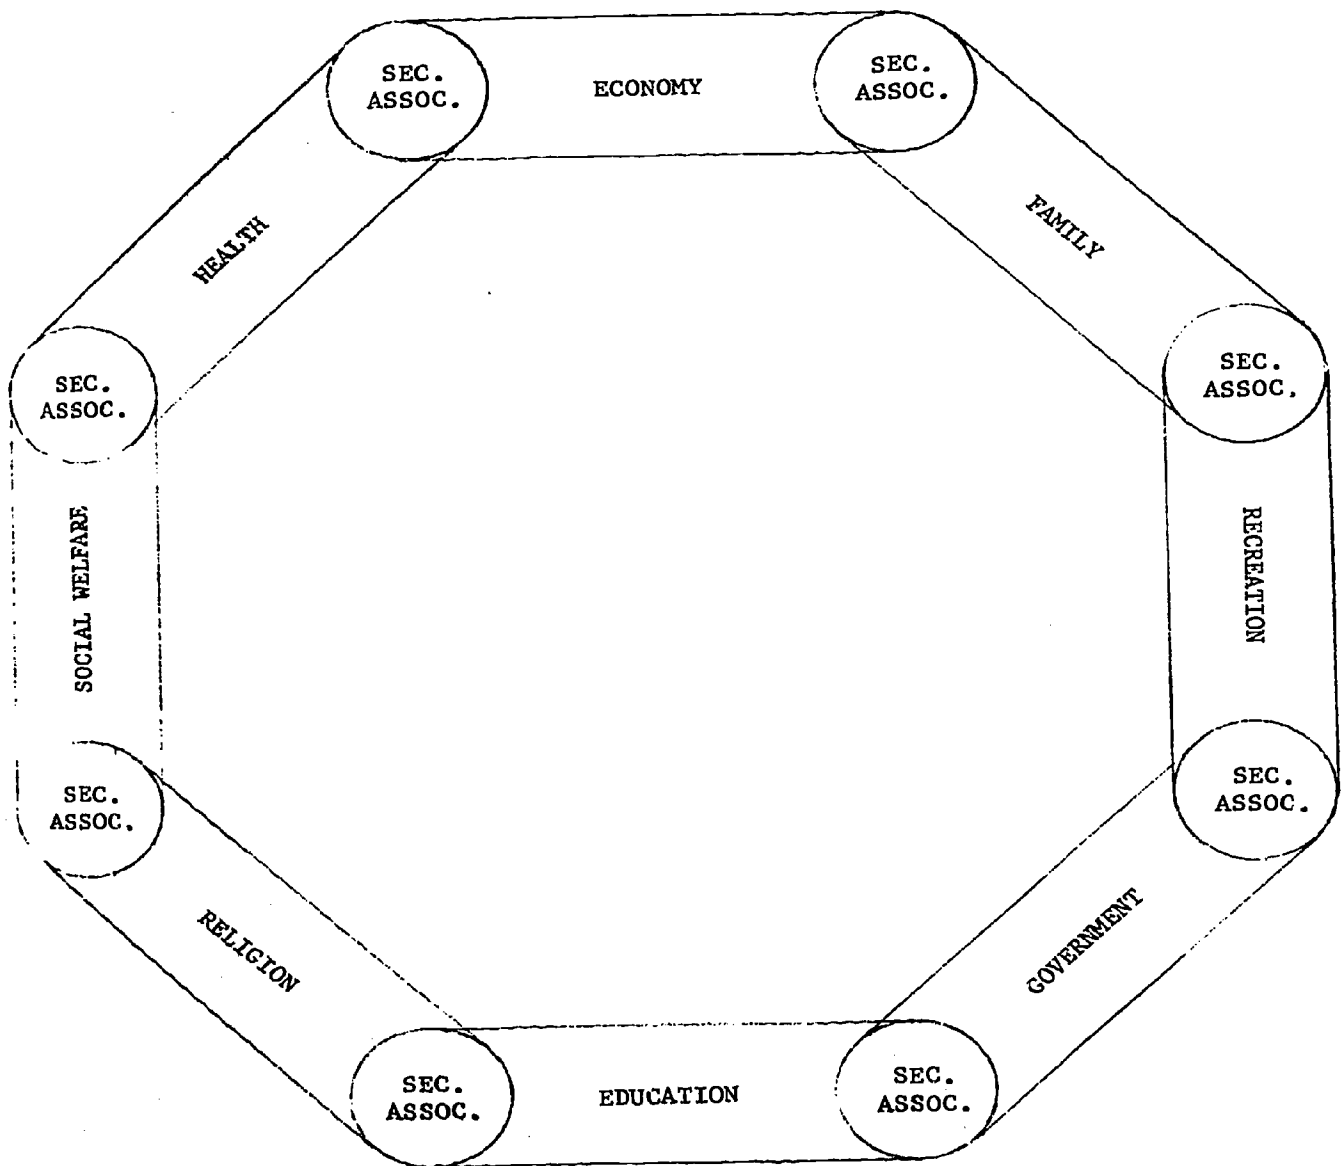 SEC.
ASSOC.
ECONOMY
SEC.
ASSOC.
FAMILY
HEALTH
SEC.
ASSOC.
SEC.
ASSOC.
SOCIAL WELFARE
RECREATION
SEC.
ASSOC.
SEC.
ASSOC.
RELIGION
GOVERNMENT
SEC.
ASSOC.
EDUCATION
SEC.
ASSOC.